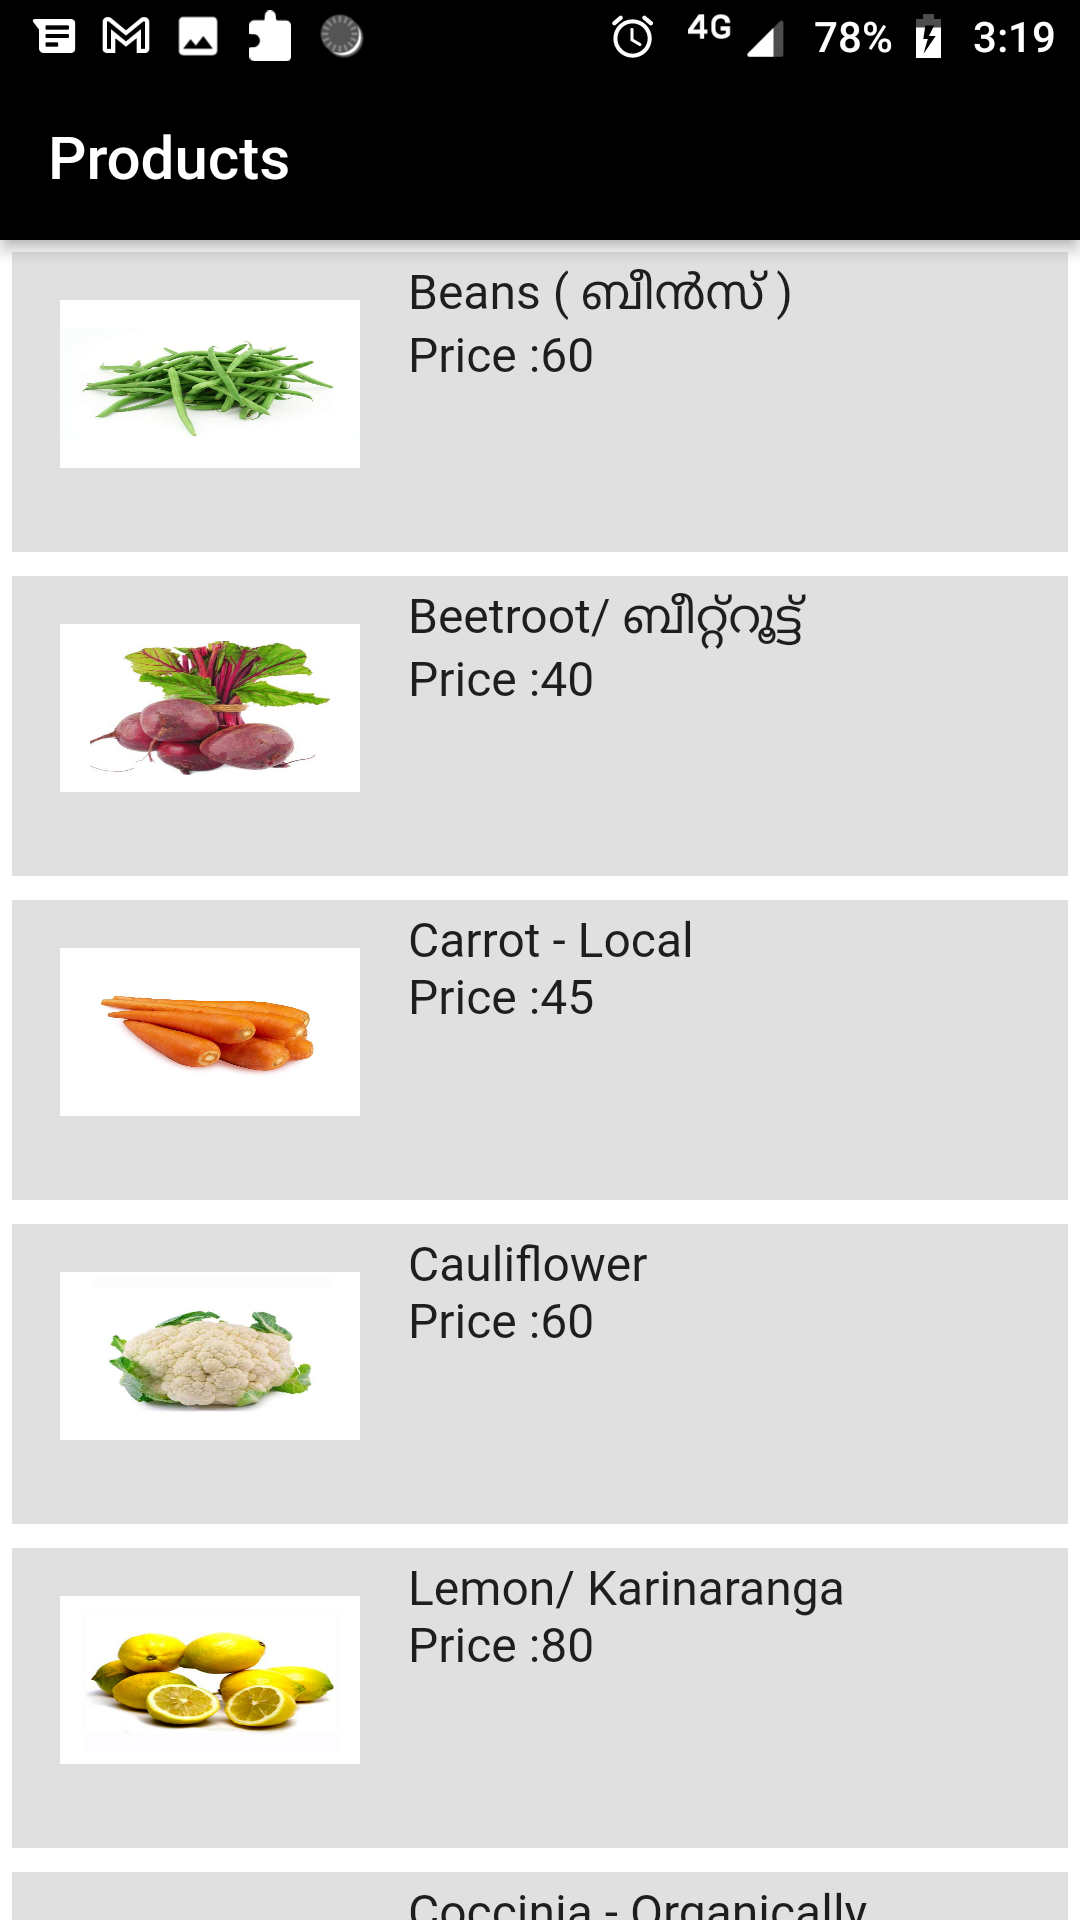 4G 78% 3:19
Products
Beans ( ബീൻസ് )
Price :60
Beetroot/ ബീറ്റ്റൂട്ട്
Price :40
Carrot - Local
Price :45
Cauliflower
Price :60
Lemon/ Karinaranga
Price :80
Coccinia - Organically